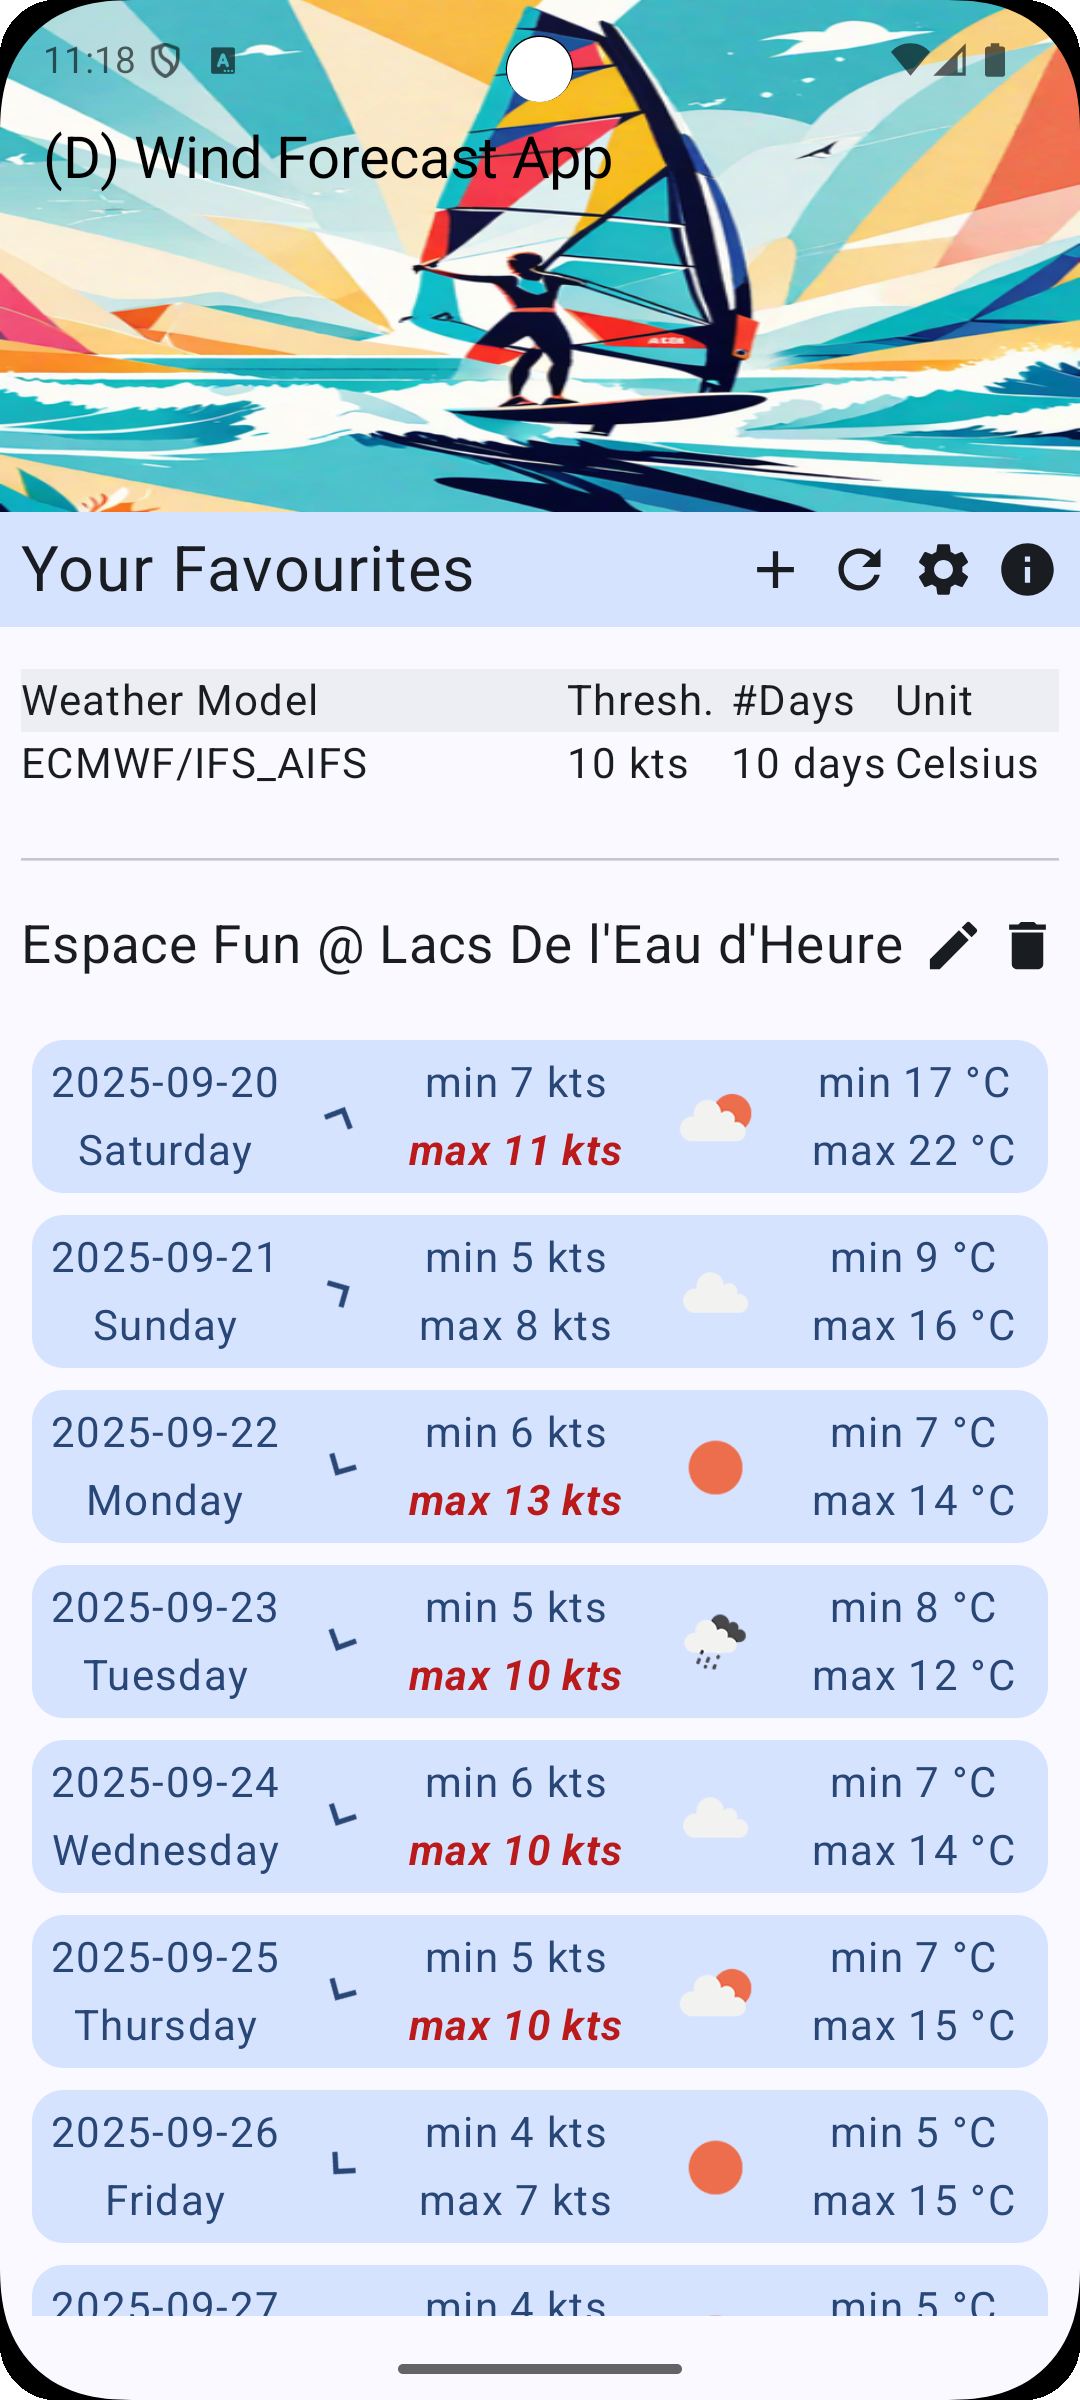 11:18
(D) Wind Forecast App
Your Favourites
Weather Model Thresh. #Days Unit
ECMWF/IFS_AIFS 10 kts 10 days Celsius
Espace Fun @ Lacs De l'Eau d'Heure
2025-09-20 min 7 kts min 17 °C
Saturday max 11 kts max 22 °C
2025-09-21 min 5 kts min 9 °C
Sunday max 8 kts max 16 °C
2025-09-22 min 6 kts min 7 °C
Monday max 13 kts max 14 °C
2025-09-23 min 5 kts min 8 °C
Tuesday max 10 kts max 12 °C
2025-09-24 min 6 kts min 7 °C
Wednesday max 10 kts max 14 °C
2025-09-25 min 5 kts min 7 °C
Thursday max 10 kts max 15 °C
2025-09-26 min 4 kts min 5 °C
Friday max 7 kts max 15 °C
2025-09-27 min 4 kts min 5 °C